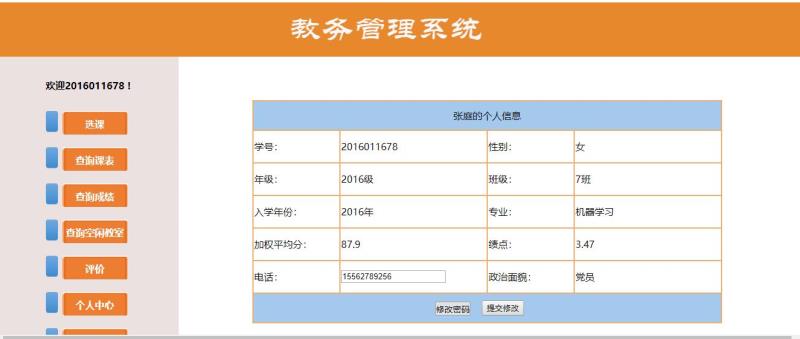 教务管理系统
欢迎2016011678！
选课
查询课表
查询成绩
查询空闲教室
评价
个人中心
张庭的个人信息
学号： 2016011678 性别： 女
年级： 2016级 班级： 7班
入学年份： 2016年 专业： 机器学习
加权平均分： 87.9 绩点： 3.47
电话： 15562789256 政治面貌： 党员
修改密码 提交修改